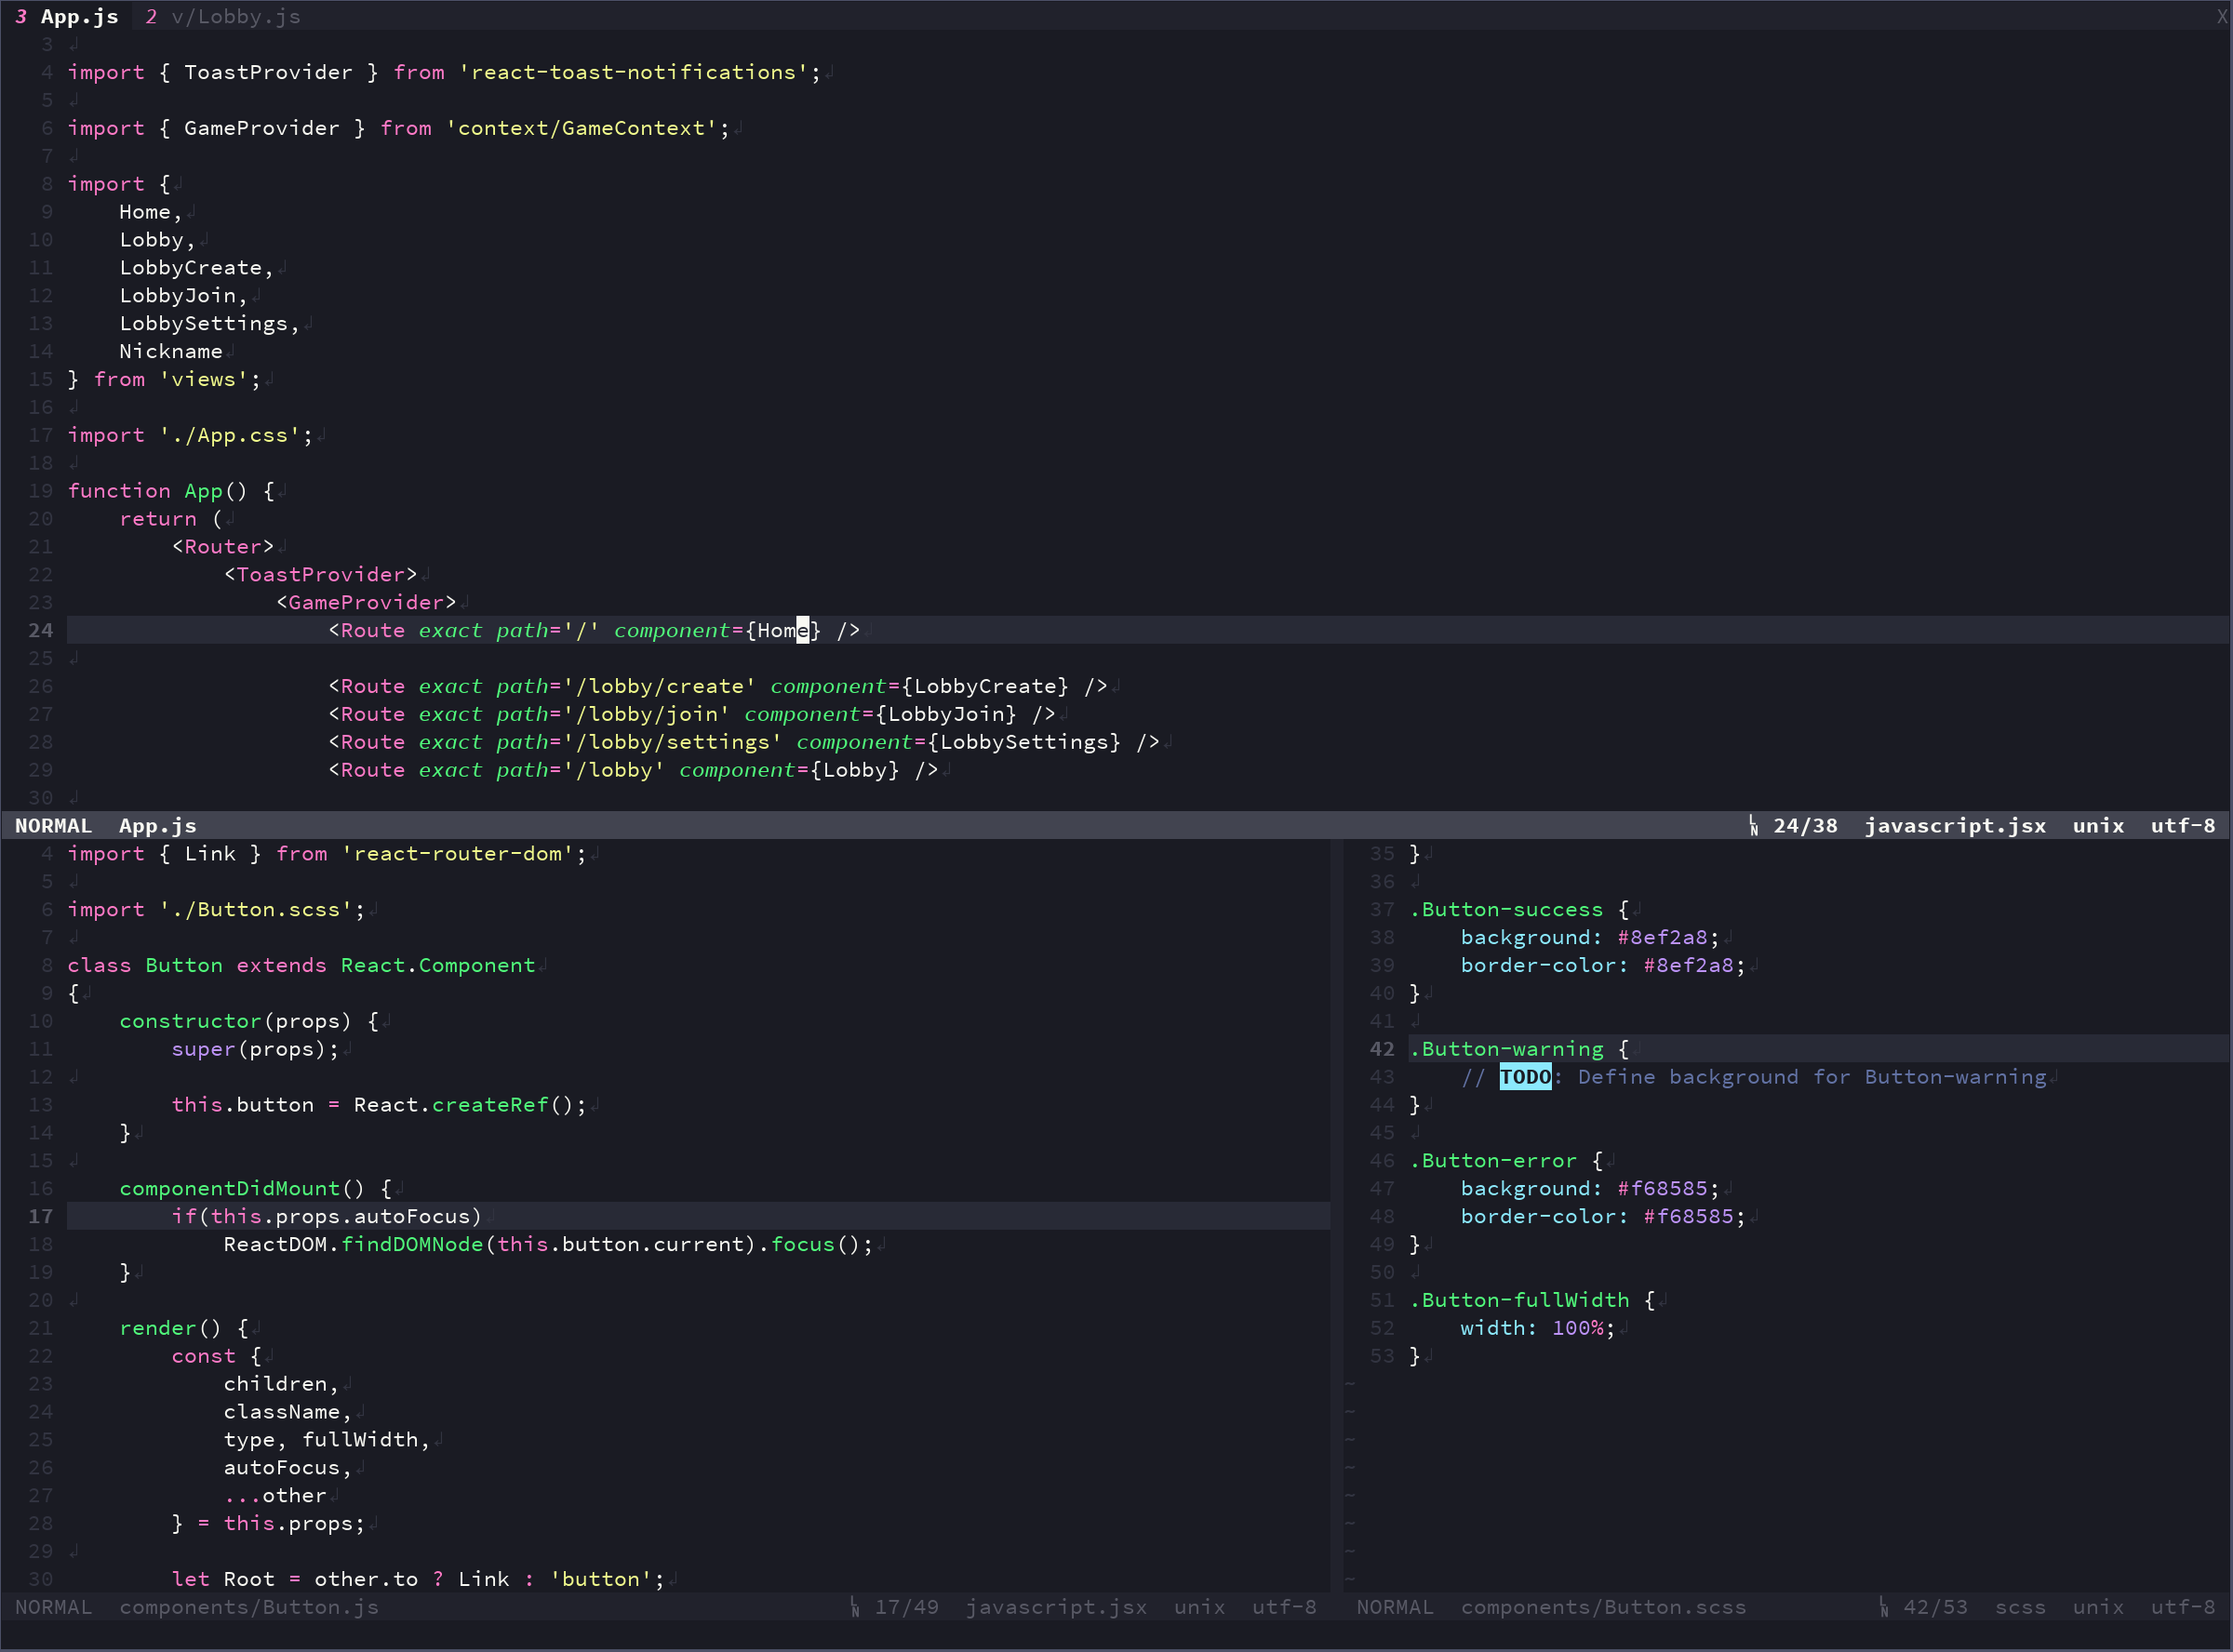 3 App.js 2 v/Lobby.js X
3
4 import { ToastProvider } from 'react-toast-notifications';
5
6 import { GameProvider } from 'context/GameContext';
7
8 import {
9     Home,
10     Lobby,
11     LobbyCreate,
12     LobbyJoin,
13     LobbySettings,
14     Nickname
15 } from 'views';
16
17 import './App.css';
18
19 function App() {
20     return (
21         <Router>
22             <ToastProvider>
23                 <GameProvider>
24                     <Route exact path='/' component={Home} />
25
26                     <Route exact path='/lobby/create' component={LobbyCreate} />
27                     <Route exact path='/lobby/join' component={LobbyJoin} />
28                     <Route exact path='/lobby/settings' component={LobbySettings} />
29                     <Route exact path='/lobby' component={Lobby} />
30
NORMAL  App.js  LN 24/38  javascript.jsx  unix  utf-8
4 import { Link } from 'react-router-dom';
5
6 import './Button.scss';
7
8 class Button extends React.Component
9 {
10     constructor(props) {
11         super(props);
12
13         this.button = React.createRef();
14     }
15
16     componentDidMount() {
17         if(this.props.autoFocus)
18             ReactDOM.findDOMNode(this.button.current).focus();
19     }
20
21     render() {
22         const {
23             children,
24             className,
25             type, fullWidth,
26             autoFocus,
27             ...other
28         } = this.props;
29
30         let Root = other.to ? Link : 'button';
NORMAL  components/Button.js  LN 17/49  javascript.jsx  unix  utf-8
35 }
36
37 .Button-success {
38     background: #8ef2a8;
39     border-color: #8ef2a8;
40 }
41
42 .Button-warning {
43     // TODO: Define background for Button-warning
44 }
45
46 .Button-error {
47     background: #f68585;
48     border-color: #f68585;
49 }
50
51 .Button-fullWidth {
52     width: 100%;
53 }
~
~
~
~
~
~
~
~
NORMAL  components/Button.scss  LN 42/53  scss  unix  utf-8